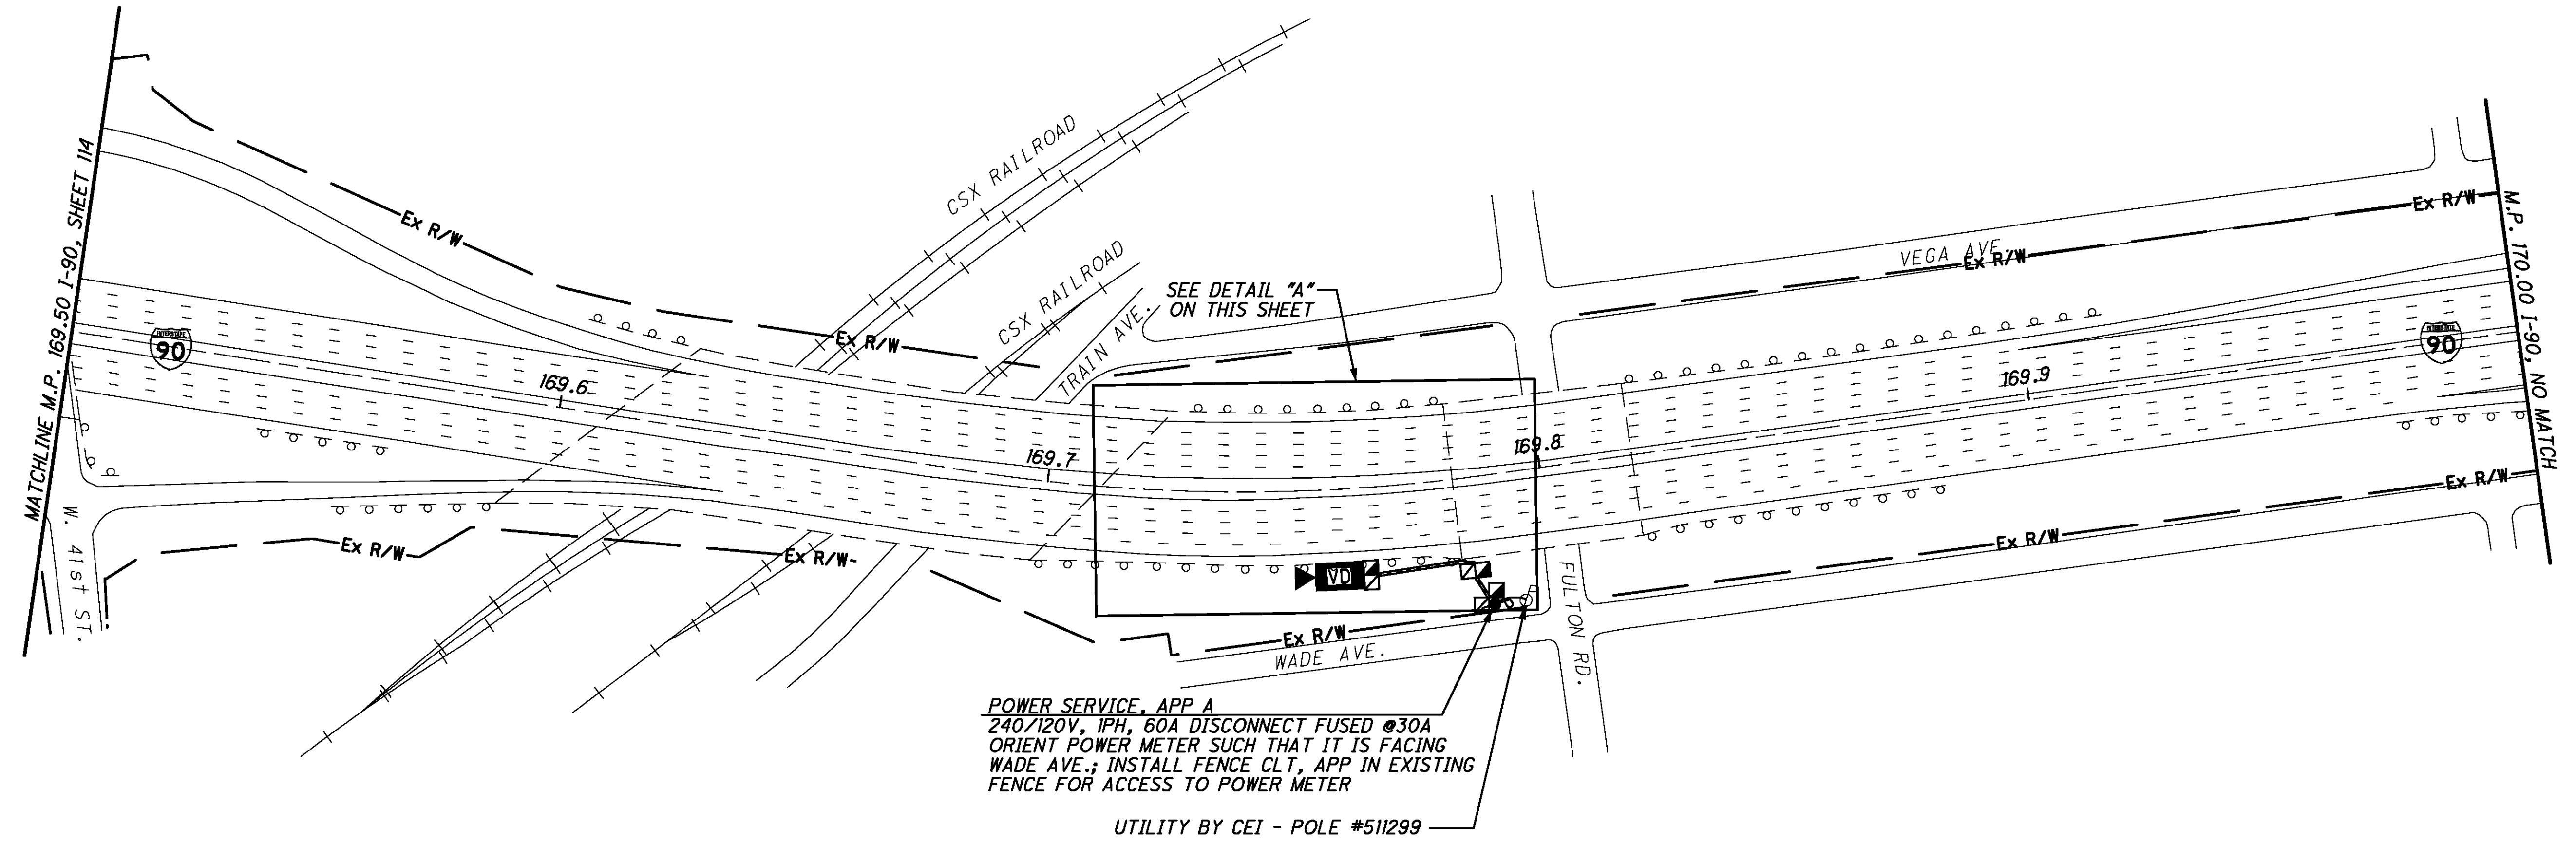 MATCHLINE M.P. 169.50 I-90, SHEET 114
Ex R/W
CSX RAILROAD
CSX RAILROAD
TRAIN AVE.
Ex R/W
SEE DETAIL "A"
ON THIS SHEET
VEGA AVE.
Ex R/W
Ex R/W
M.P. 170.00 I-90, NO MATCH
INTERSTATE
90
INTERSTATE
90
169.6
169.7
169.8
169.9
W. 41st ST.
Ex R/W
Ex R/W
VD
Ex R/W
WADE AVE.
FULTON RD.
Ex R/W
Ex R/W
POWER SERVICE, APP A
240/120V, 1PH, 60A DISCONNECT FUSED @30A
ORIENT POWER METER SUCH THAT IT IS FACING
WADE AVE.; INSTALL FENCE CLT, APP IN EXISTING
FENCE FOR ACCESS TO POWER METER
UTILITY BY CEI - POLE #511299